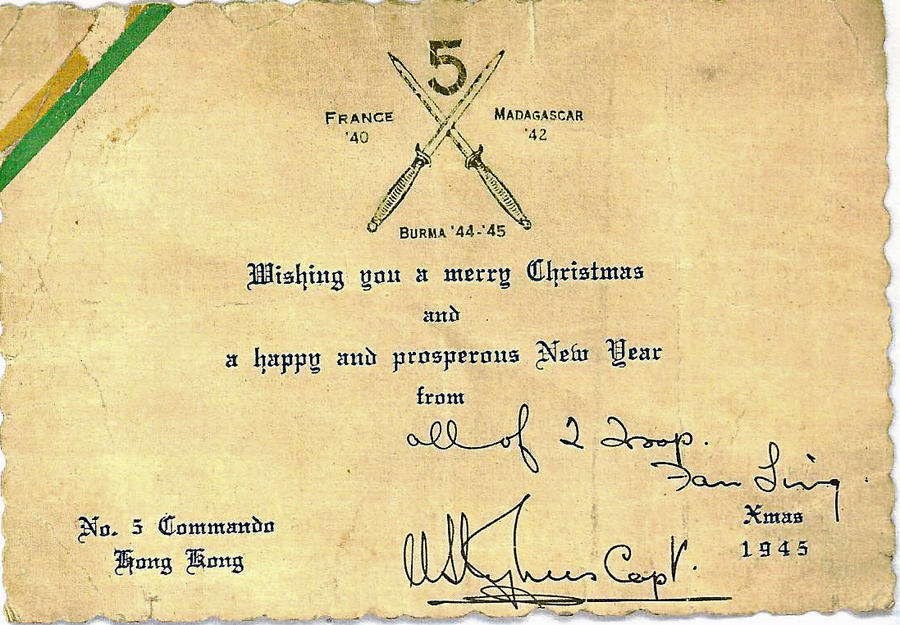 5
FRANCE
'40
MADAGASCAR
'42
BURMA '44-'45
Wishing you a merry Christmas
and
a happy and prosperous New Year
from
all of 2 Troop.
Fan Ling
No. 5 Commando
Hong Kong
Xmas
1945
Capt.